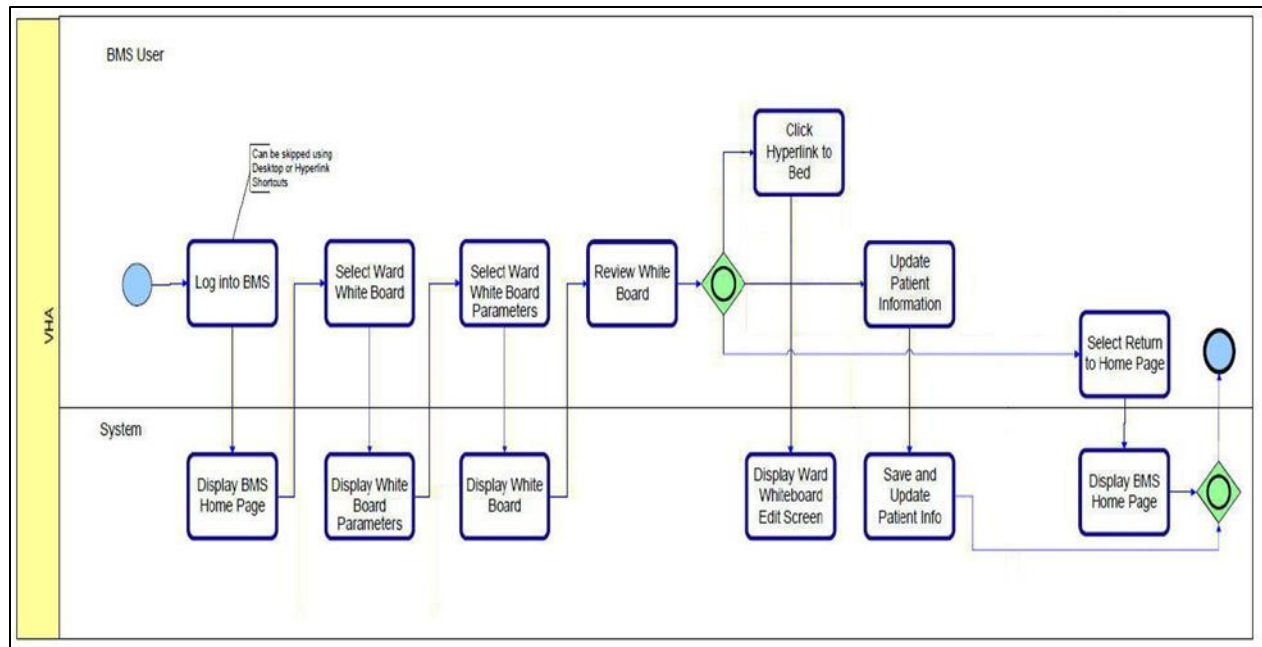 BMS User
Click
Hyperlink to
Bed
Can be skipped using
Desktop or Hyperlink
Shortcuts
Log into BMS
Select Ward
White Board
Select Ward
White Board
Parameters
Review White
Board
Update
Patient
Information
Select Return
to Home Page
VHA
System
Display BMS
Home Page
Display White
Board
Parameters
Display White
Board
Display Ward
Whiteboard
Edit Screen
Save and
Update
Patient Info
Display BMS
Home Page